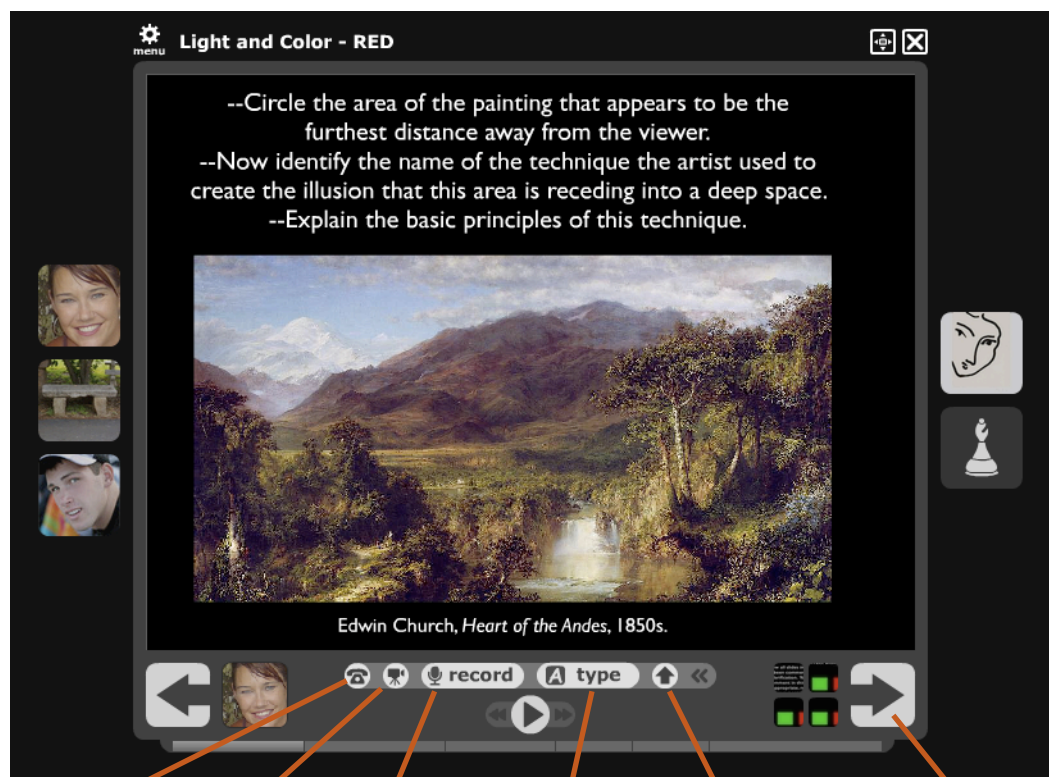 Light and Color - RED
menu
--Circle the area of the painting that appears to be the
furthest distance away from the viewer.
--Now identify the name of the technique the artist used to
create the illusion that this area is receding into a deep space.
--Explain the basic principles of this technique.
Edwin Church, Heart of the Andes, 1850s.
record
A type